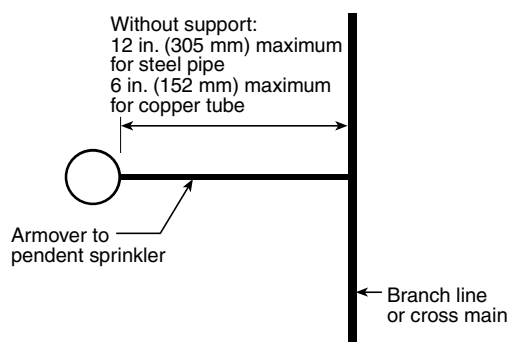 Without support:
12 in. (305 mm) maximum
for steel pipe
6 in. (152 mm) maximum
for copper tube
Armover to
pendent sprinkler
Branch line
or cross main